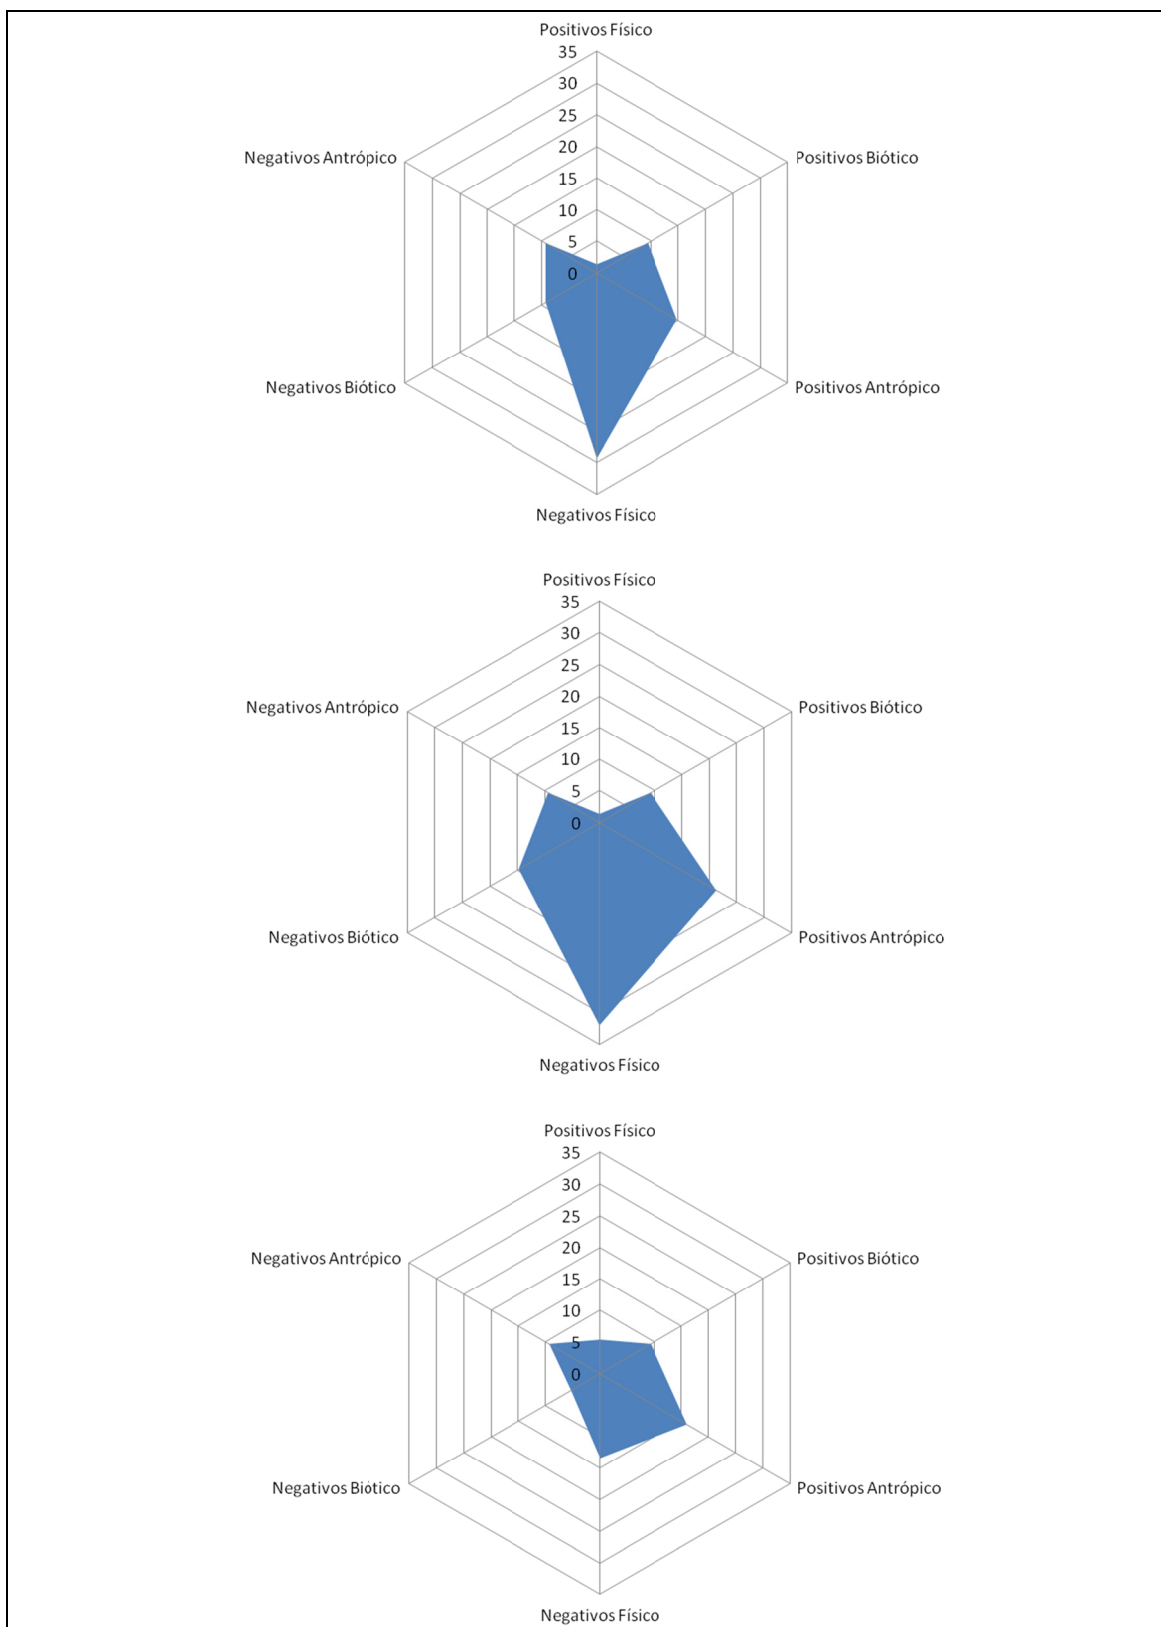 Positivos Físico
35
30
25
20
15
10
5
0
Negativos Antrópico
Positivos Biótico
Negativos Biótico
Positivos Antrópico
Negativos Físico
Positivos Físico
35
30
25
20
15
10
5
0
Negativos Antrópico
Positivos Biótico
Negativos Biótico
Positivos Antrópico
Negativos Físico
Positivos Físico
35
30
25
20
15
10
5
0
Negativos Antrópico
Positivos Biótico
Negativos Biótico
Positivos Antrópico
Negativos Físico